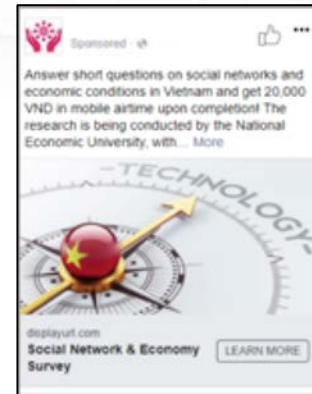 Sponsored ·
Answer short questions on social networks and
economic conditions in Vietnam and get 20,000
VND in mobile airtime upon completion! The
research is being conducted by the National
Economic University, with... More
TECHNOLOGY
displayurl.com
Social Network & Economy
Survey
LEARN MORE